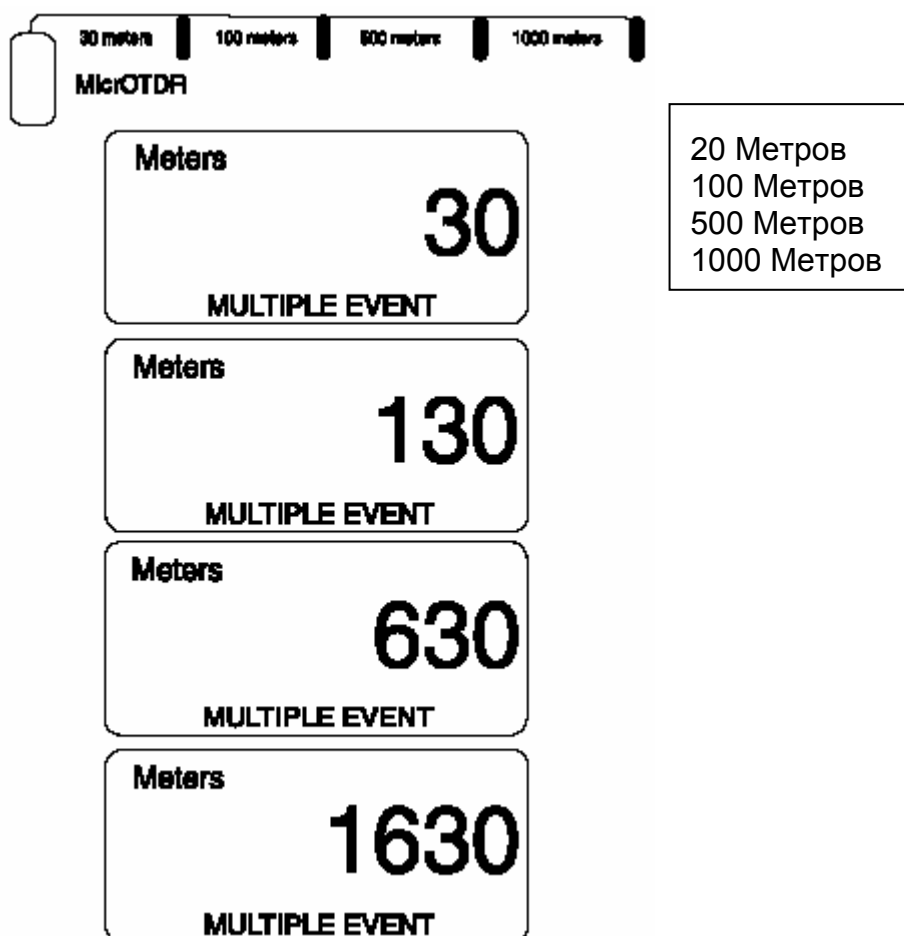 30 meters 100 meters 500 meters 1000 meters
MicrOTDR
Meters
30
MULTIPLE EVENT
20 Метров
100 Метров
500 Метров
1000 Метров
Meters
130
MULTIPLE EVENT
Meters
630
MULTIPLE EVENT
Meters
1630
MULTIPLE EVENT